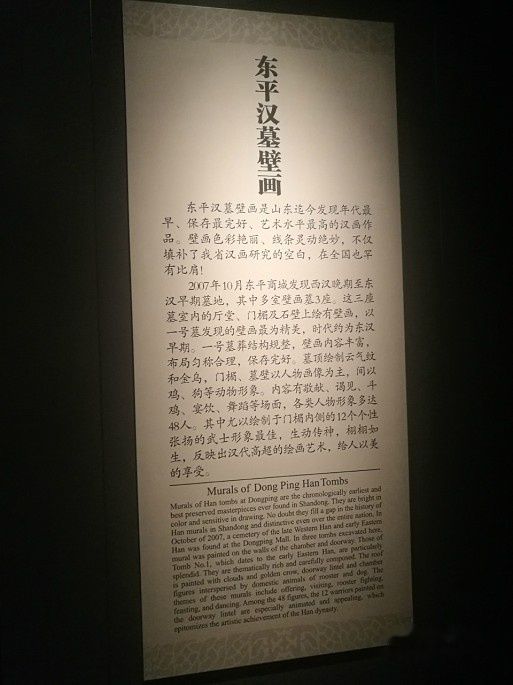 东平汉墓壁画
东平汉墓壁画是山东迄今发现年代最
早、保存最完好、艺术水平最高的汉画作
品。壁画色彩艳丽、线条灵动绝妙，不仅
填补了我省汉画研究的空白，在全国也罕
有比肩！
2007年10月东平商城发现西汉晚期至东
汉早期墓地，其中多室壁画墓3座。这三座
墓室内的厅堂、门楣及石壁上绘有壁画，以
一号墓发现的壁画最为精美，时代约为东汉
早期。一号墓葬结构规整，壁画内容丰富，
布局匀称合理，保存完好。墓顶绘制云气纹
和金乌，门楣、墓壁以人物画像为主，间以
鸡、狗等动物形象。内容有敬献、谒见、斗
鸡、宴饮、舞蹈等场面，各类人物形象多达
48人。其中尤以绘制于门楣内侧的12个个性
张扬的武士形象最佳，生动传神，栩栩如
生，反映出汉代高超的绘画艺术，给人以美
的享受。
Murals of Dong Ping Han Tombs
Murals of Han tombs at Dongping are the chronologically earliest and
best preserved masterpieces ever found in Shandong. They are bright in
color and sensitive in drawing. No doubt they fill a gap in the history of
Han murals in Shandong and distinctive even over the entire nation. In
October of 2007, a cemetery of the late Western Han and early Eastern
Han was found at the Dongping Mall. In three tombs excavated here,
mural was painted on the walls of the chamber and doorway. Those of
Tomb No.1, which dates to the early Eastern Han, are particularly
splendid. They are thematically rich and carefully composed. The roof
is painted with clouds and golden crow, doorway lintel and chamber
figures interspersed by domestic animals of rooster and dog. The
themes of those murals include offering, visiting, rooster fighting,
feasting, and dancing. Among the 48 figures, the 12 warriors painted on
the doorway lintel are especially animated and appealing, which
epitomizes the artistic achievement of the Han dynasty.